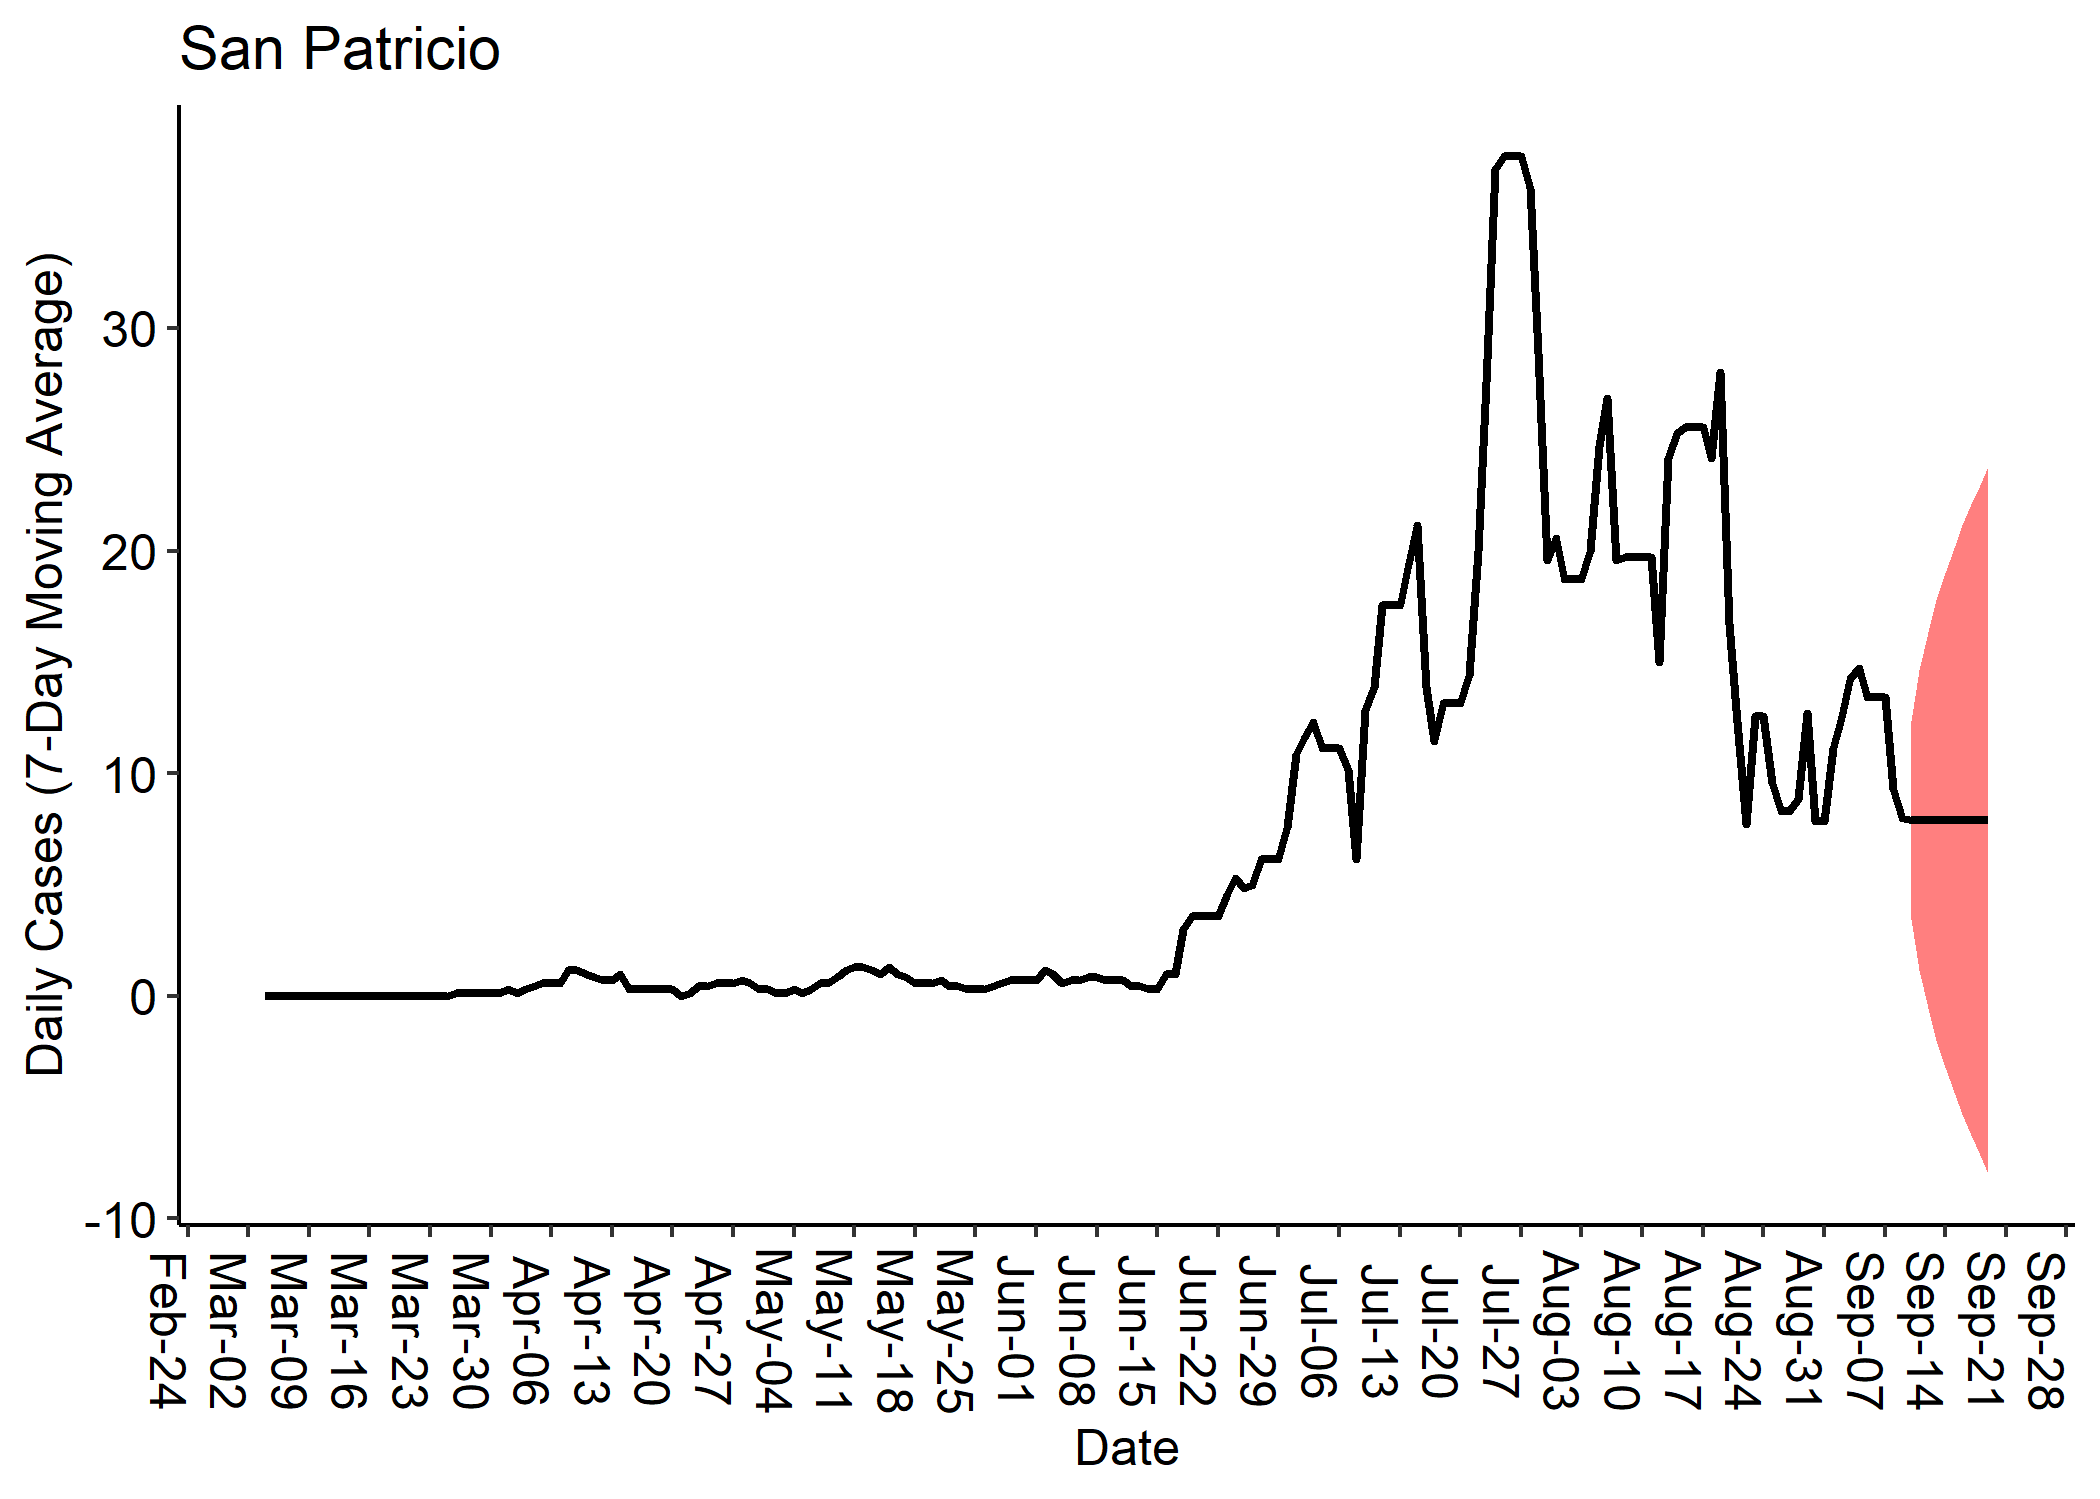 San Patricio
Daily Cases (7-Day Moving Average)
30
20
10
0
-10
Feb-24
Mar-02
Mar-09
Mar-16
Mar-23
Mar-30
Apr-06
Apr-13
Apr-20
Apr-27
May-04
May-11
May-18
May-25
Jun-01
Jun-08
Jun-15
Jun-22
Jun-29
Jul-06
Jul-13
Jul-20
Jul-27
Aug-03
Aug-10
Aug-17
Aug-24
Aug-31
Sep-07
Sep-14
Sep-21
Sep-28
Date